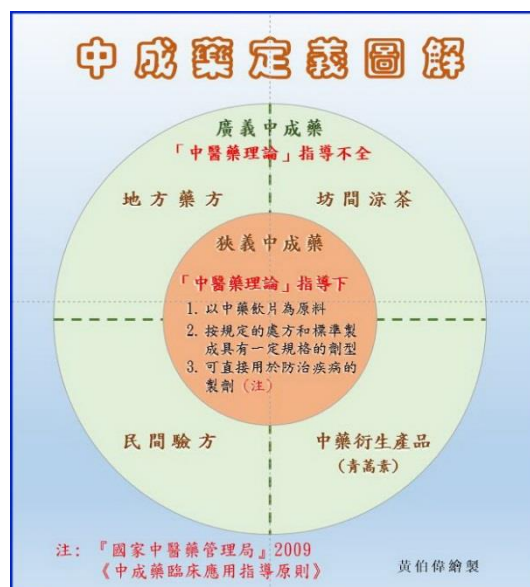 中成藥定義圖解
廣義中成藥
「中醫藥理論」指導不全
地方藥方
坊間涼茶
狹義中成藥
「中醫藥理論」指導下
1. 以中藥飲片為原料
2. 按規定的處方和標準製
成具有一定規格的劑型
3. 可直接用於防治疾病的
製劑(注)
民間驗方
中藥衍生產品
(青蒿素)
注: 『國家中醫藥管理局』2009
《中成藥臨床應用指導原則》
黃伯偉繪製